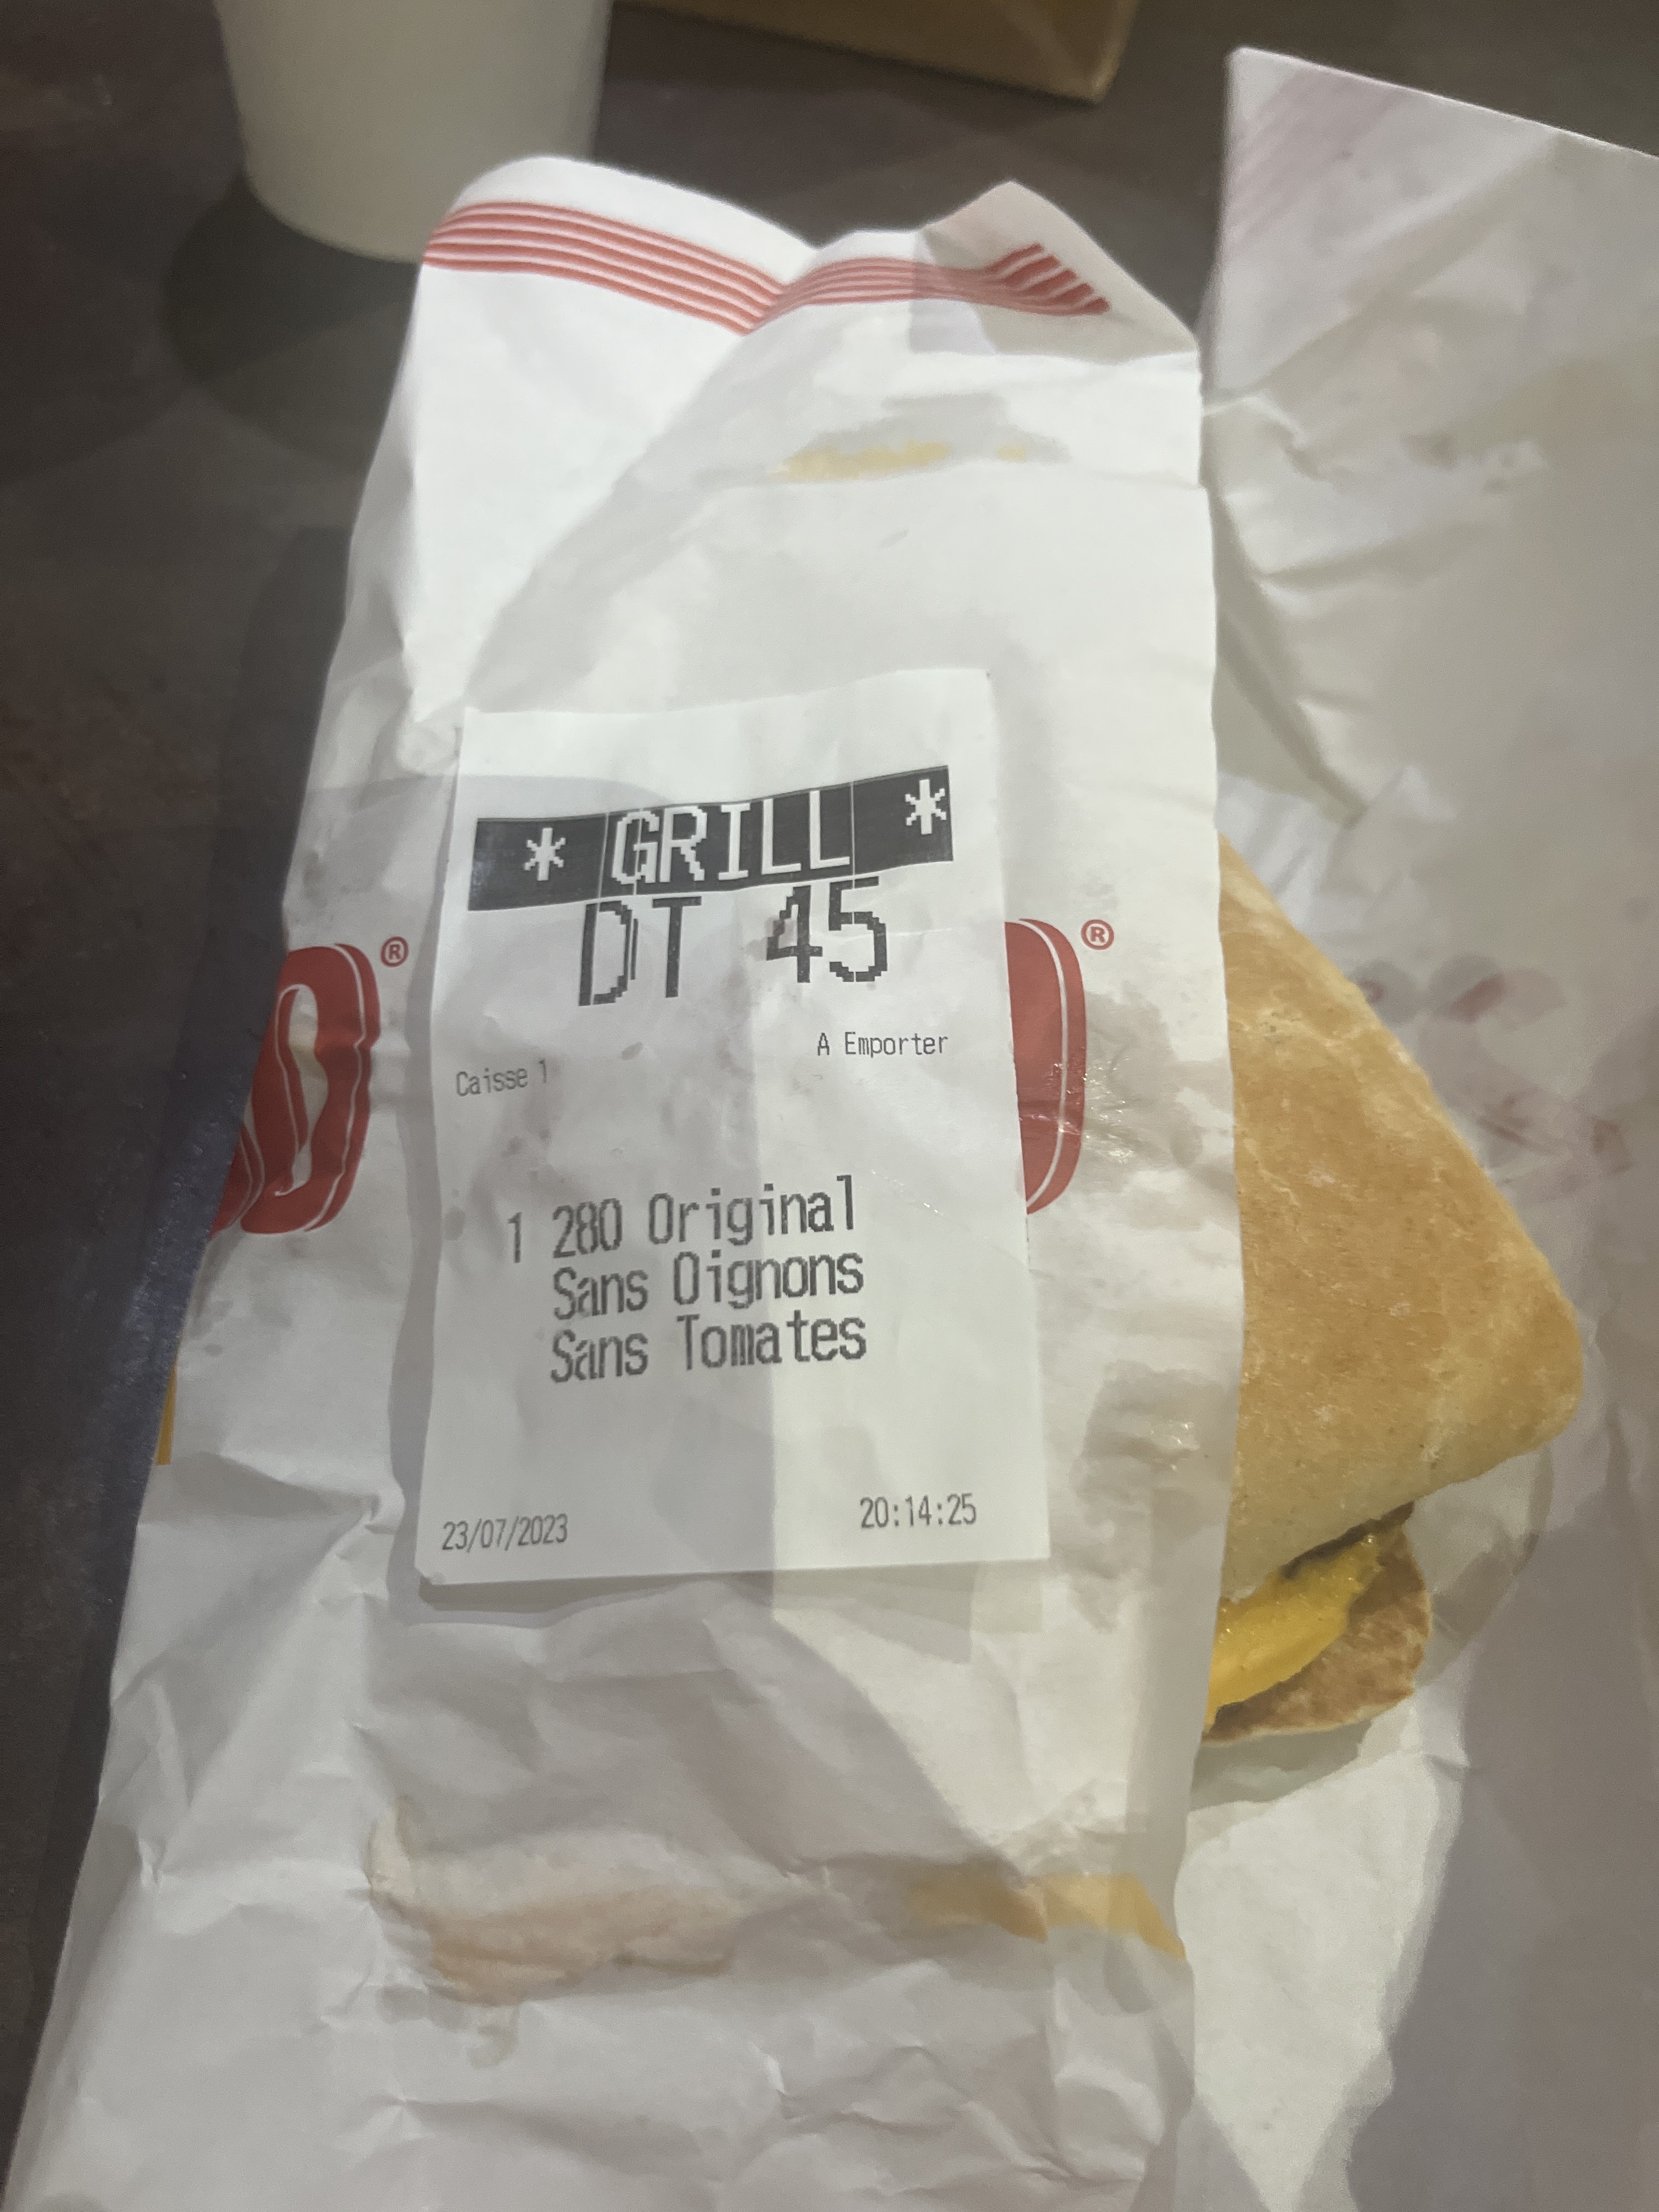 * GRILL *
DT 45
A Emporter
Caisse 1
1 280 Original
Sans Oignons
Sans Tomates
23/07/2023 20:14:25